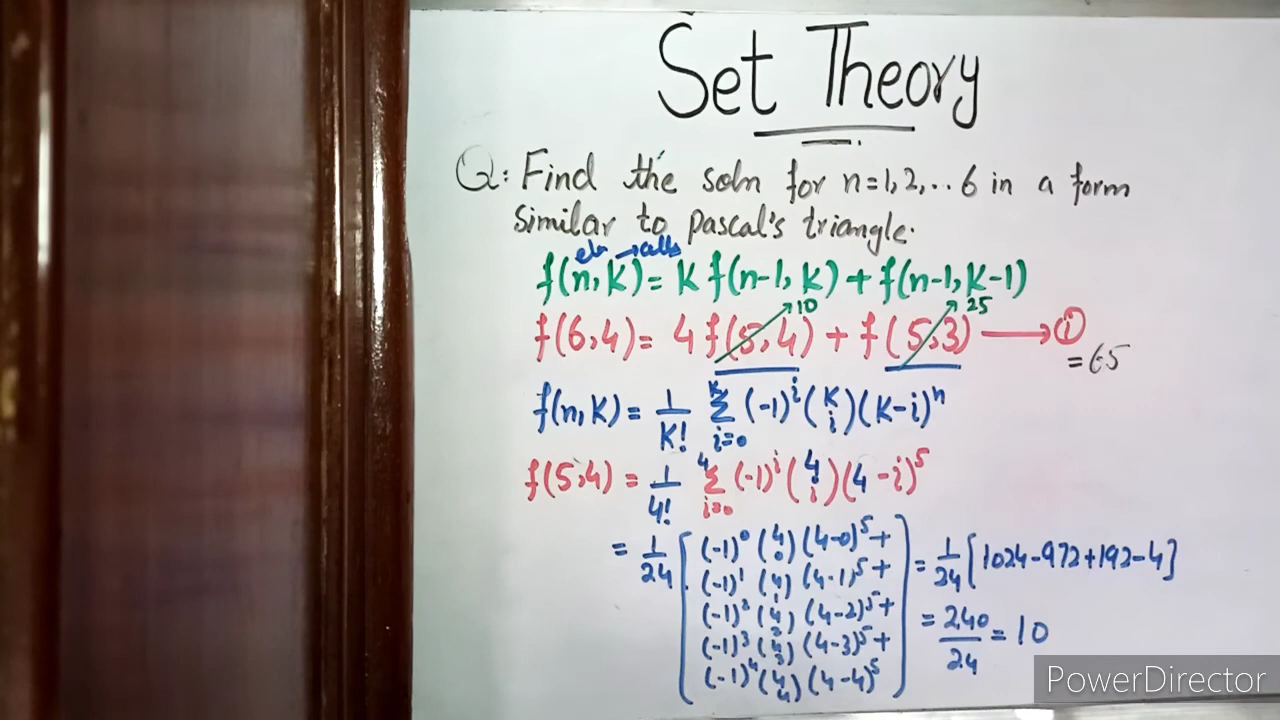 Set Theory
Q: Find the soln for n=1,2,..6 in a form
similar to pascal's triangle.
ele → cells
f(n,k) = k f(n-1,k) + f(n-1,k-1)
10 25
f(6,4) = 4 f(5,4) + f(5,3) → ①
= 65
f(n,k) = 1/k! Σ_{i=0}^{k} (-1)^i (k i) (k-i)^n
f(5,4) = 1/4! Σ_{i=0}^{4} (-1)^i (4 i) (4-i)^5
= 1/24 [ (-1)^0 (4 0) (4-0)^5 + = 1/24 [1024-972+192-4]
(-1)^1 (4 1) (4-1)^5 +
(-1)^2 (4 2) (4-2)^5 + = 240/24 = 10
(-1)^3 (4 3) (4-3)^5 +
(-1)^4 (4 4) (4-4)^5 ]
PowerDirector